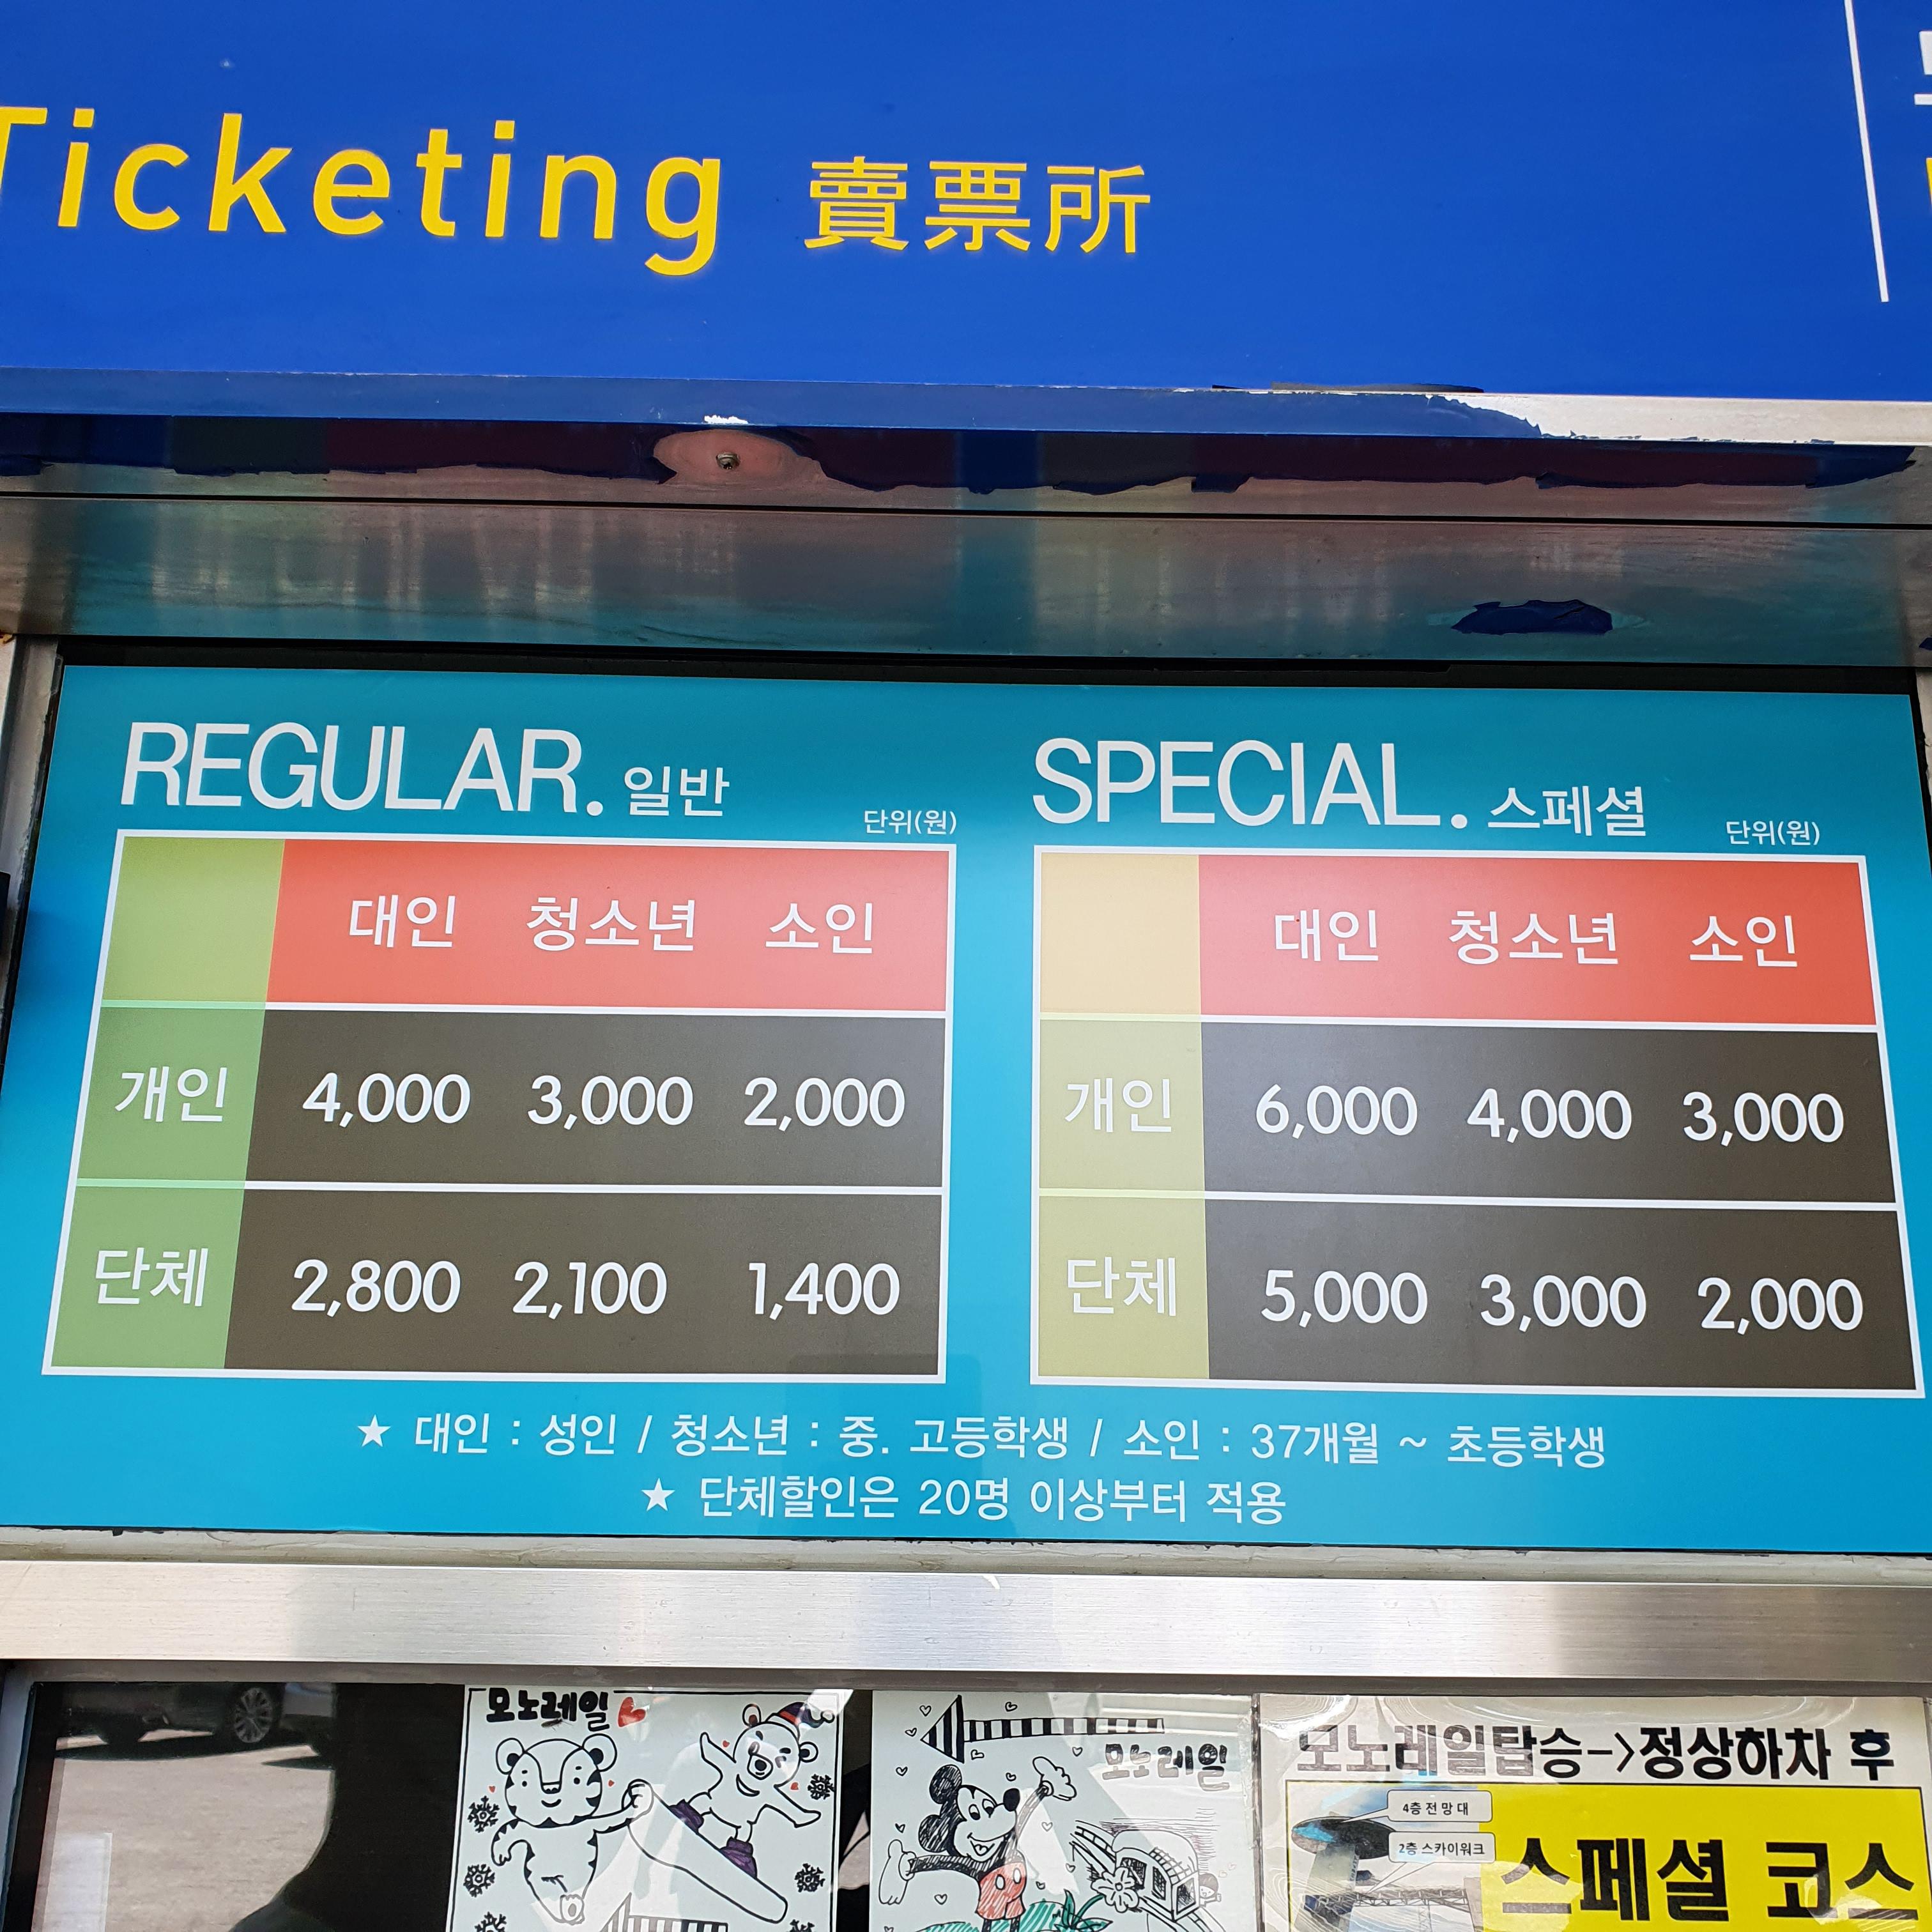 Ticketing 賣票所
REGULAR. 일반
단위(원)
대인 청소년 소인
개인 4,000 3,000 2,000
단체 2,800 2,100 1,400
SPECIAL. 스페셜
단위(원)
대인 청소년 소인
개인 6,000 4,000 3,000
단체 5,000 3,000 2,000
★ 대인 : 성인 / 청소년 : 중. 고등학생 / 소인 : 37개월 ~ 초등학생
★ 단체할인은 20명 이상부터 적용
모노레일
모노레일
모노레일탑승->정상하차 후
4층 전망대
2층 스카이워크
스페셜 코스